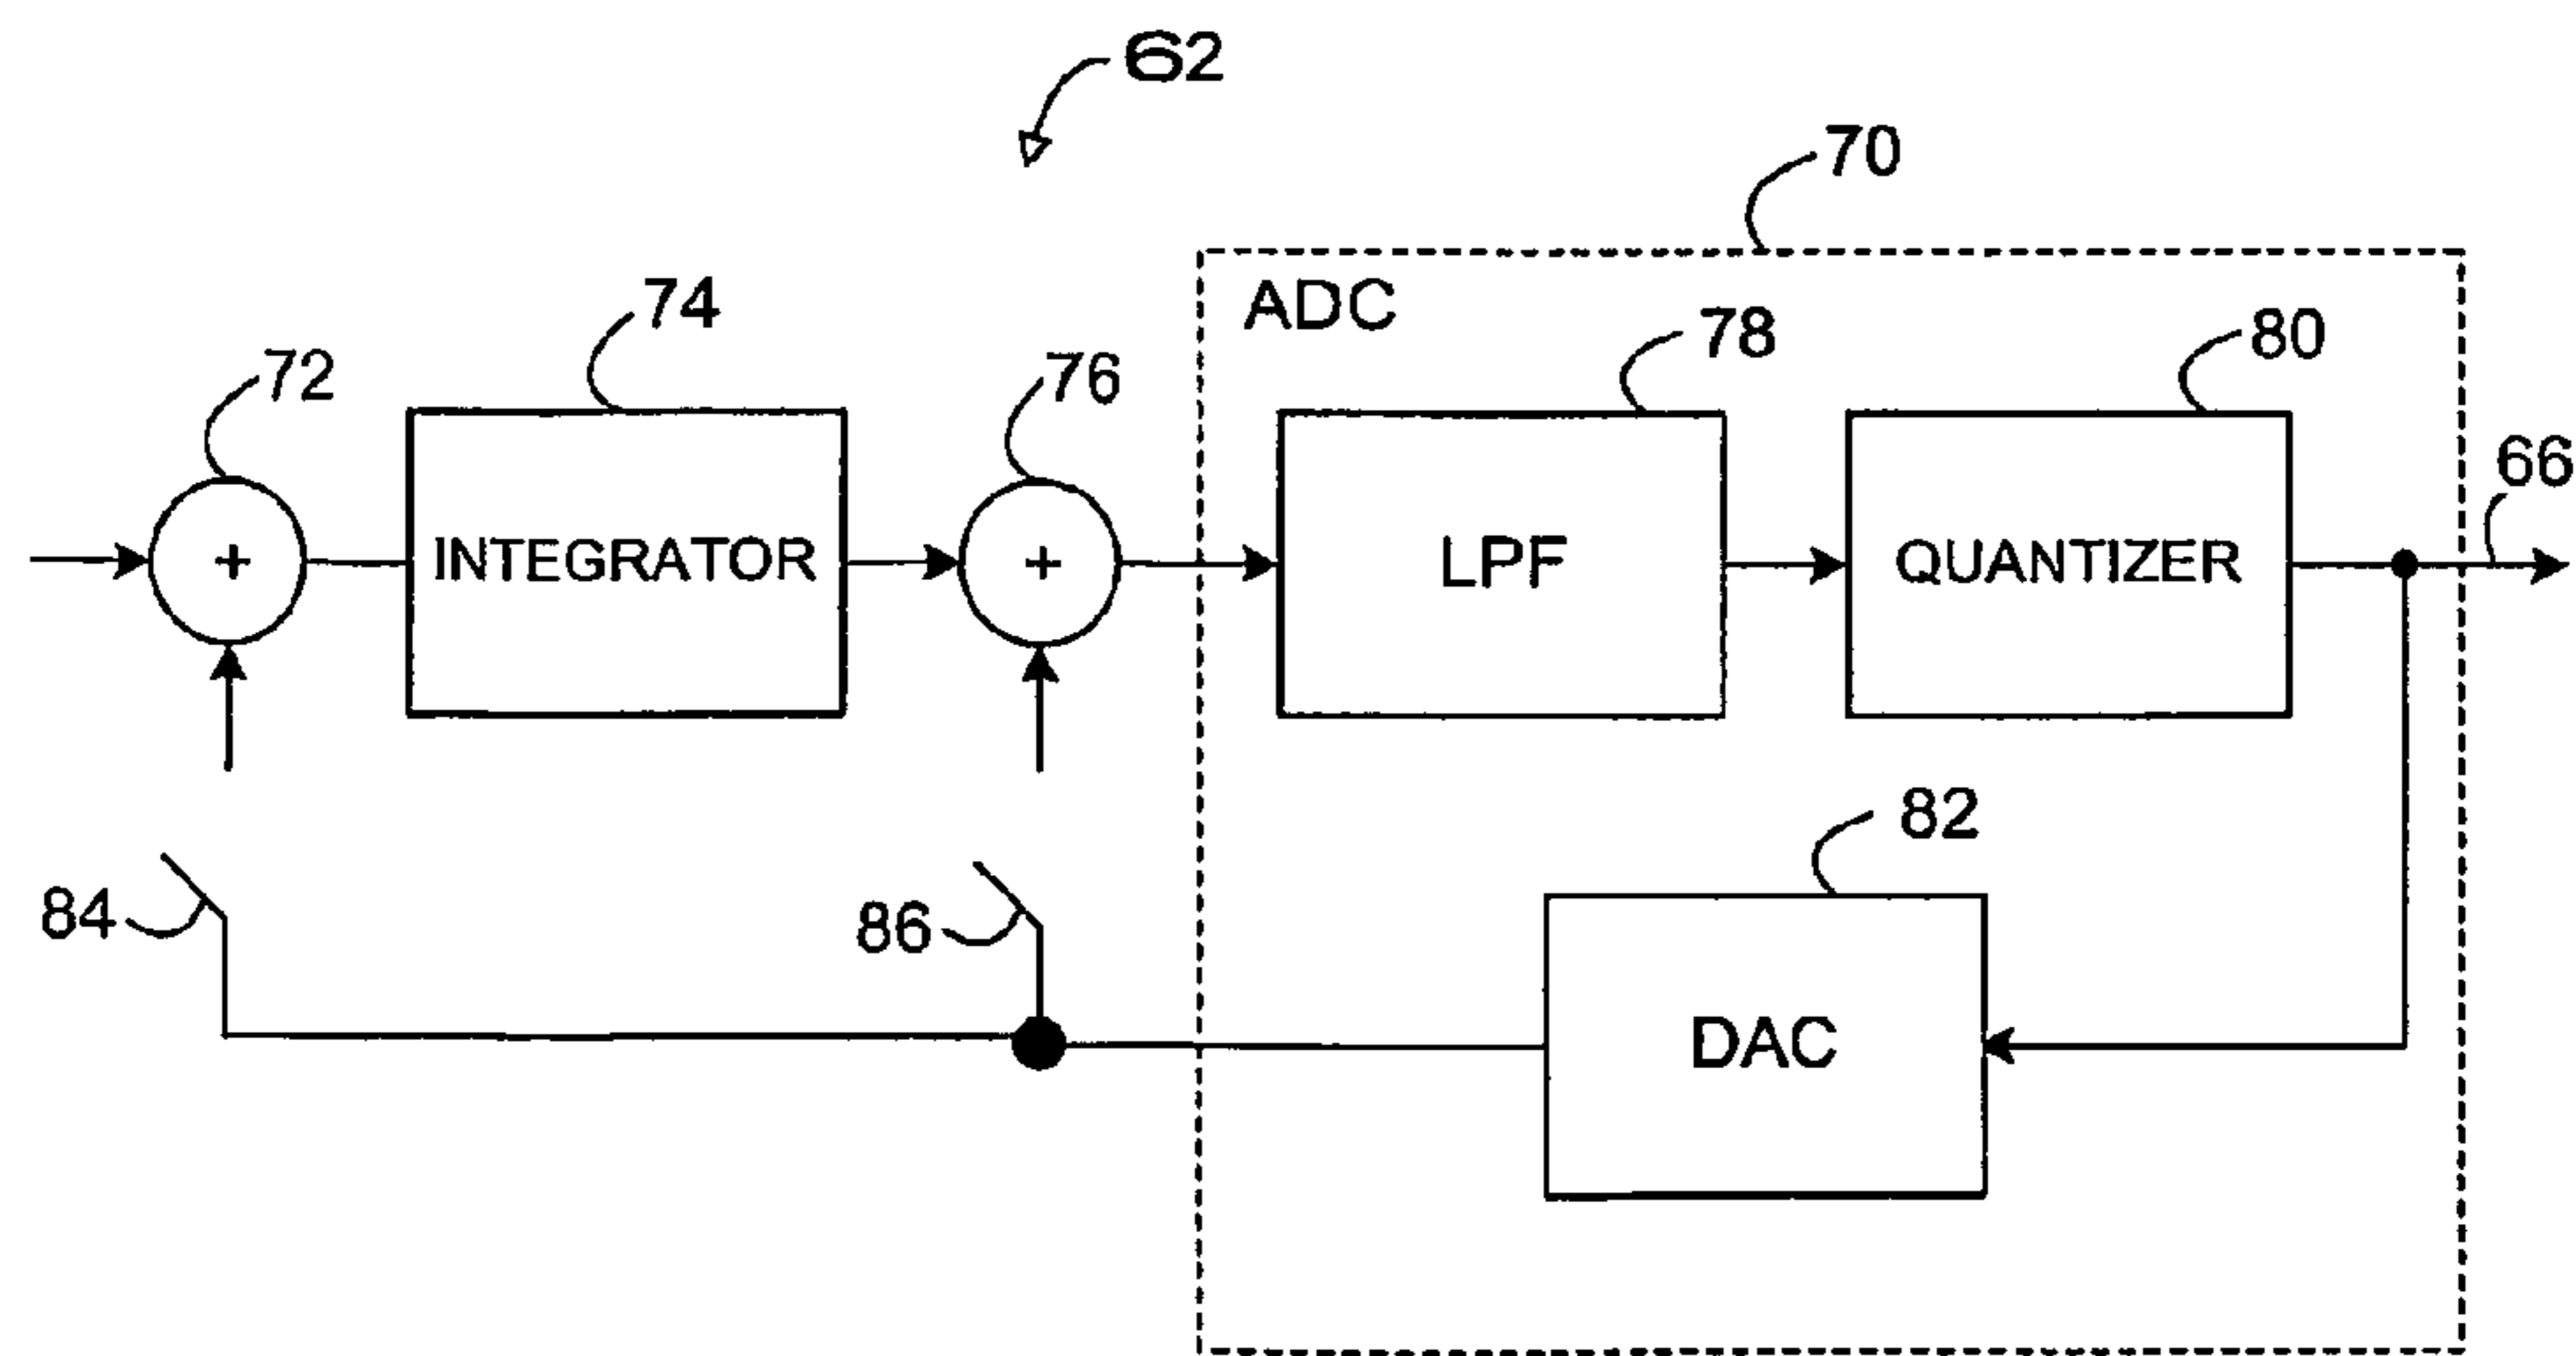 62
70
74
ADC
78
80
72
76
66
+
INTEGRATOR
+
LPF
QUANTIZER
82
84
86
DAC